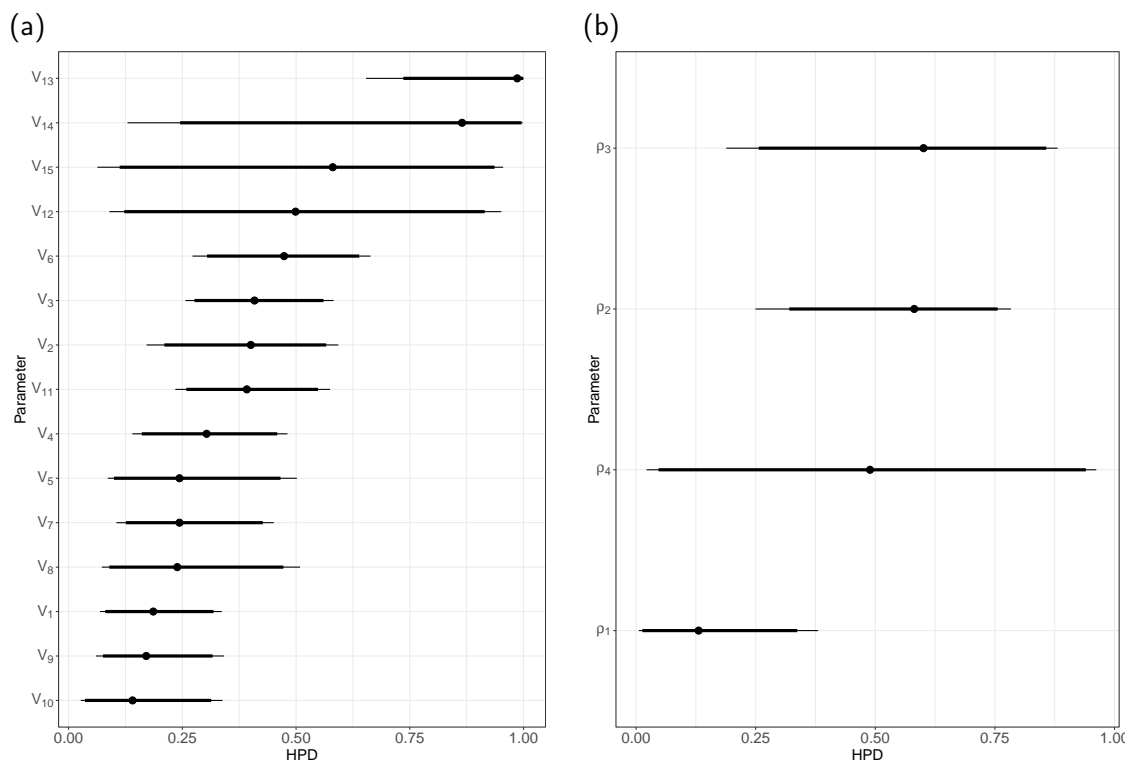 (a)
(b)
Parameter
V13
V14
V15
V12
V6
V3
V2
V11
V4
V5
V7
V8
V1
V9
V10
0.00 0.25 0.50 0.75 1.00
HPD
Parameter
ρ3
ρ2
ρ4
ρ1
0.00 0.25 0.50 0.75 1.00
HPD